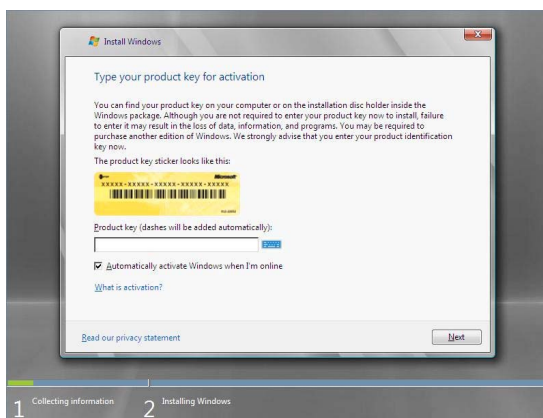 Install Windows
Type your product key for activation
You can find your product key on your computer or on the installation disc holder inside the
Windows package. Although you are not required to enter your product key now to install, failure
to enter it may result in the loss of data, information, and programs. You may be required to
purchase another edition of Windows. We strongly advise that you enter your product identification
key now.
The product key sticker looks like this:
Microsoft
XXXXX-XXXXX-XXXXX-XXXXX-XXXXX
Product key (dashes will be added automatically):
Automatically activate Windows when I'm online
What is activation?
Read our privacy statement
Next
1 Collecting information
2 Installing Windows